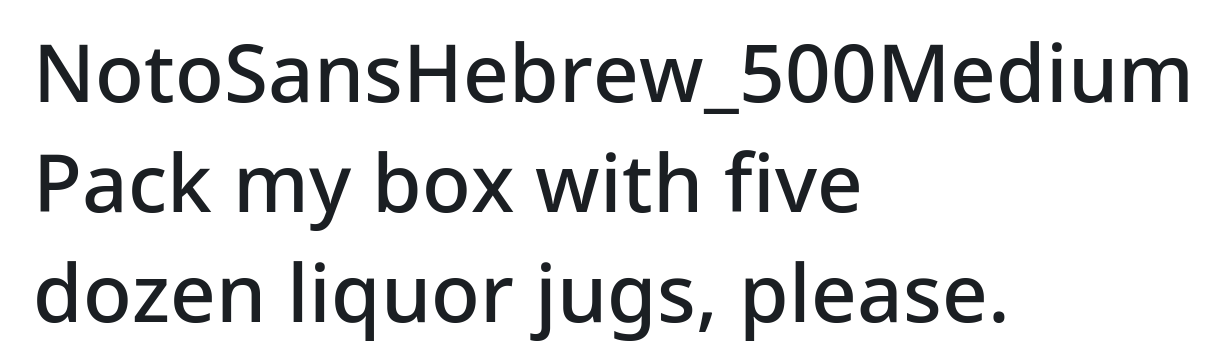 NotoSansHebrew_500Medium
Pack my box with five
dozen liquor jugs, please.